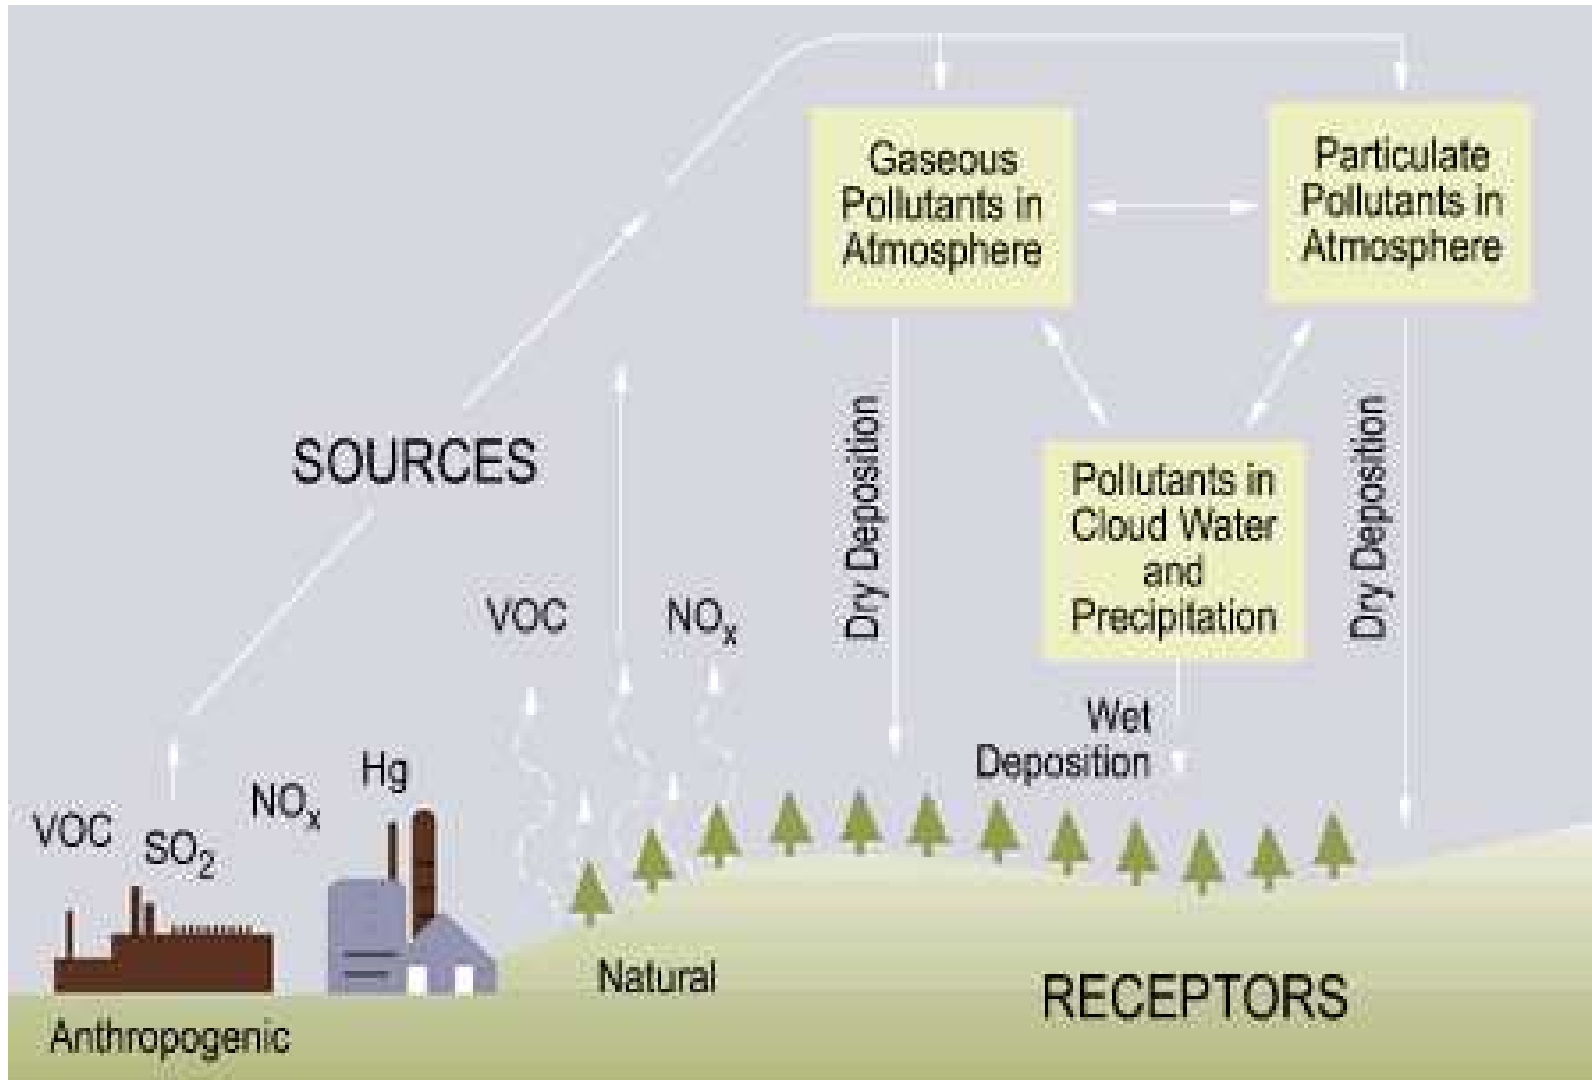 Gaseous
Pollutants in
Atmosphere
Particulate
Pollutants in
Atmosphere
SOURCES
Dry Deposition
Pollutants in
Cloud Water
and
Precipitation
Dry Deposition
VOC
NOx
Wet
Deposition
Hg
NOx
VOC
SO2
Natural
RECEPTORS
Anthropogenic